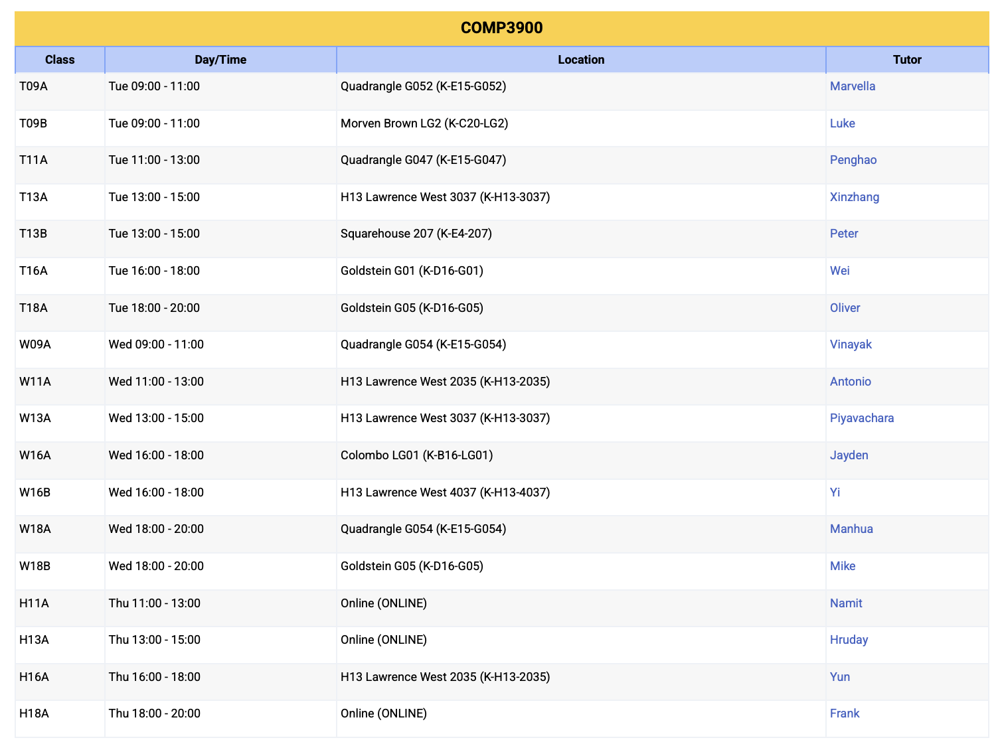 COMP3900
Class Day/Time Location Tutor
T09A Tue 09:00 - 11:00 Quadrangle G052 (K-E15-G052) Marvella
T09B Tue 09:00 - 11:00 Morven Brown LG2 (K-C20-LG2) Luke
T11A Tue 11:00 - 13:00 Quadrangle G047 (K-E15-G047) Penghao
T13A Tue 13:00 - 15:00 H13 Lawrence West 3037 (K-H13-3037) Xinzhang
T13B Tue 13:00 - 15:00 Squarehouse 207 (K-E4-207) Peter
T16A Tue 16:00 - 18:00 Goldstein G01 (K-D16-G01) Wei
T18A Tue 18:00 - 20:00 Goldstein G05 (K-D16-G05) Oliver
W09A Wed 09:00 - 11:00 Quadrangle G054 (K-E15-G054) Vinayak
W11A Wed 11:00 - 13:00 H13 Lawrence West 2035 (K-H13-2035) Antonio
W13A Wed 13:00 - 15:00 H13 Lawrence West 3037 (K-H13-3037) Piyavachara
W16A Wed 16:00 - 18:00 Colombo LG01 (K-B16-LG01) Jayden
W16B Wed 16:00 - 18:00 H13 Lawrence West 4037 (K-H13-4037) Yi
W18A Wed 18:00 - 20:00 Quadrangle G054 (K-E15-G054) Manhua
W18B Wed 18:00 - 20:00 Goldstein G05 (K-D16-G05) Mike
H11A Thu 11:00 - 13:00 Online (ONLINE) Namit
H13A Thu 13:00 - 15:00 Online (ONLINE) Hruday
H16A Thu 16:00 - 18:00 H13 Lawrence West 2035 (K-H13-2035) Yun
H18A Thu 18:00 - 20:00 Online (ONLINE) Frank